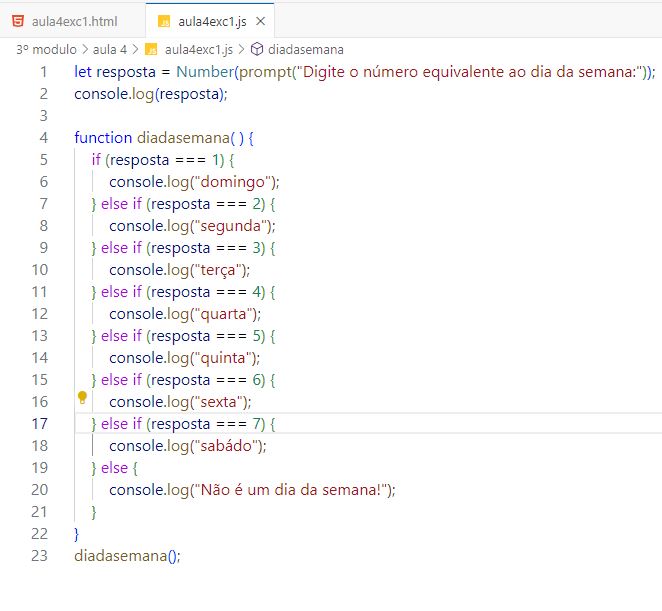 aula4exc1.html JS aula4exc1.js ×
3º modulo > aula 4 > JS aula4exc1.js > diadasemana
1 let resposta = Number(prompt("Digite o número equivalente ao dia da semana:"));
2 console.log(resposta);
3
4 function diadasemana( ) {
5 if (resposta === 1) {
6 console.log("domingo");
7 } else if (resposta === 2) {
8 console.log("segunda");
9 } else if (resposta === 3) {
10 console.log("terça");
11 } else if (resposta === 4) {
12 console.log("quarta");
13 } else if (resposta === 5) {
14 console.log("quinta");
15 } else if (resposta === 6) {
16 console.log("sexta");
17 } else if (resposta === 7) {
18 console.log("sabádo");
19 } else {
20 console.log("Não é um dia da semana!");
21 }
22 }
23 diadasemana();